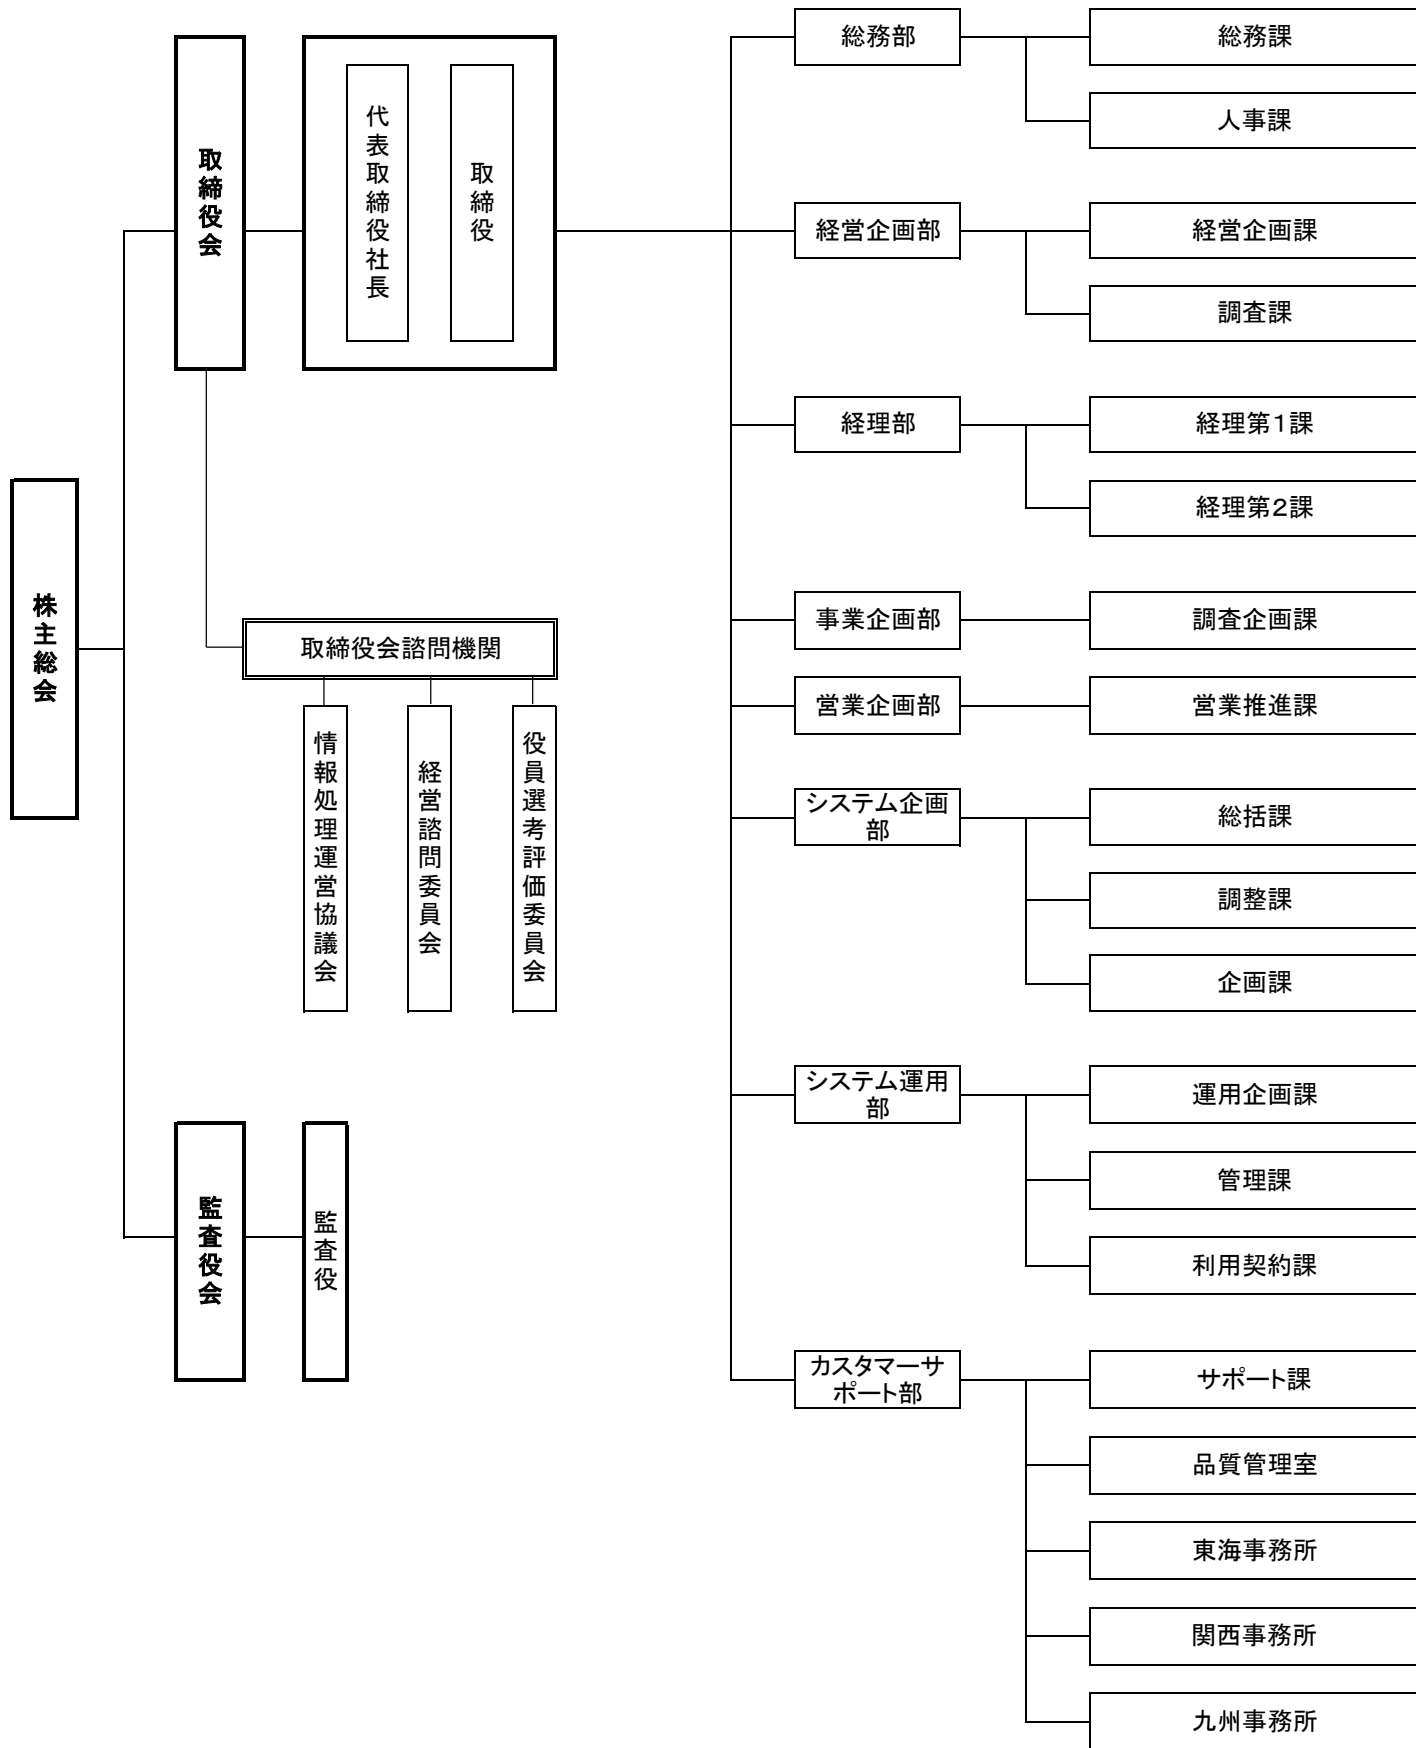 株主総会
取締役会
代表取締役社長
取締役
取締役会諮問機関
情報処理運営協議会
経営諮問委員会
役員選考評価委員会
監査役会
監査役
総務部
総務課
人事課
経営企画部
経営企画課
調査課
経理部
経理第1課
経理第2課
事業企画部
調査企画課
営業企画部
営業推進課
システム企画
部
総括課
調整課
企画課
システム運用
部
運用企画課
管理課
利用契約課
カスタマーサ
ポート部
サポート課
品質管理室
東海事務所
関西事務所
九州事務所